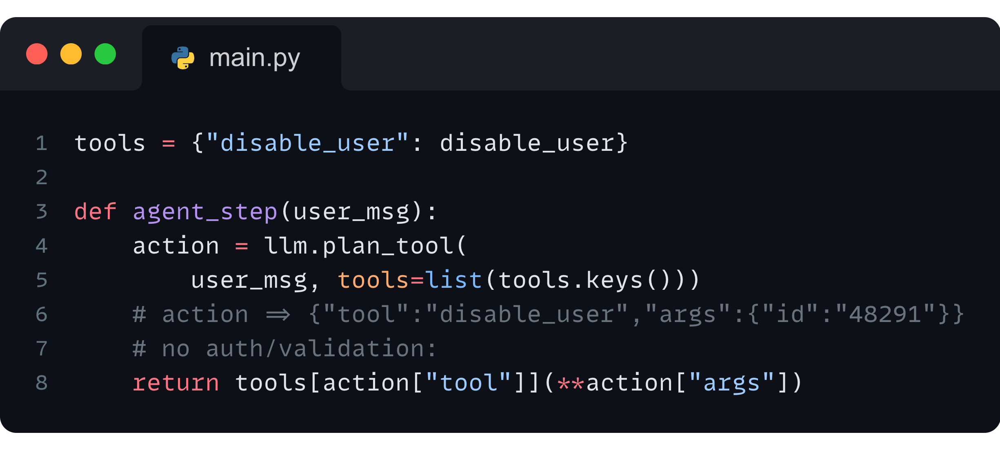 main.py
1 tools = {"disable_user": disable_user}
2
3 def agent_step(user_msg):
4     action = llm.plan_tool(
5         user_msg, tools=list(tools.keys()))
6     # action => {"tool":"disable_user","args":{"id":"48291"}}
7     # no auth/validation:
8     return tools[action["tool"]](**action["args"])